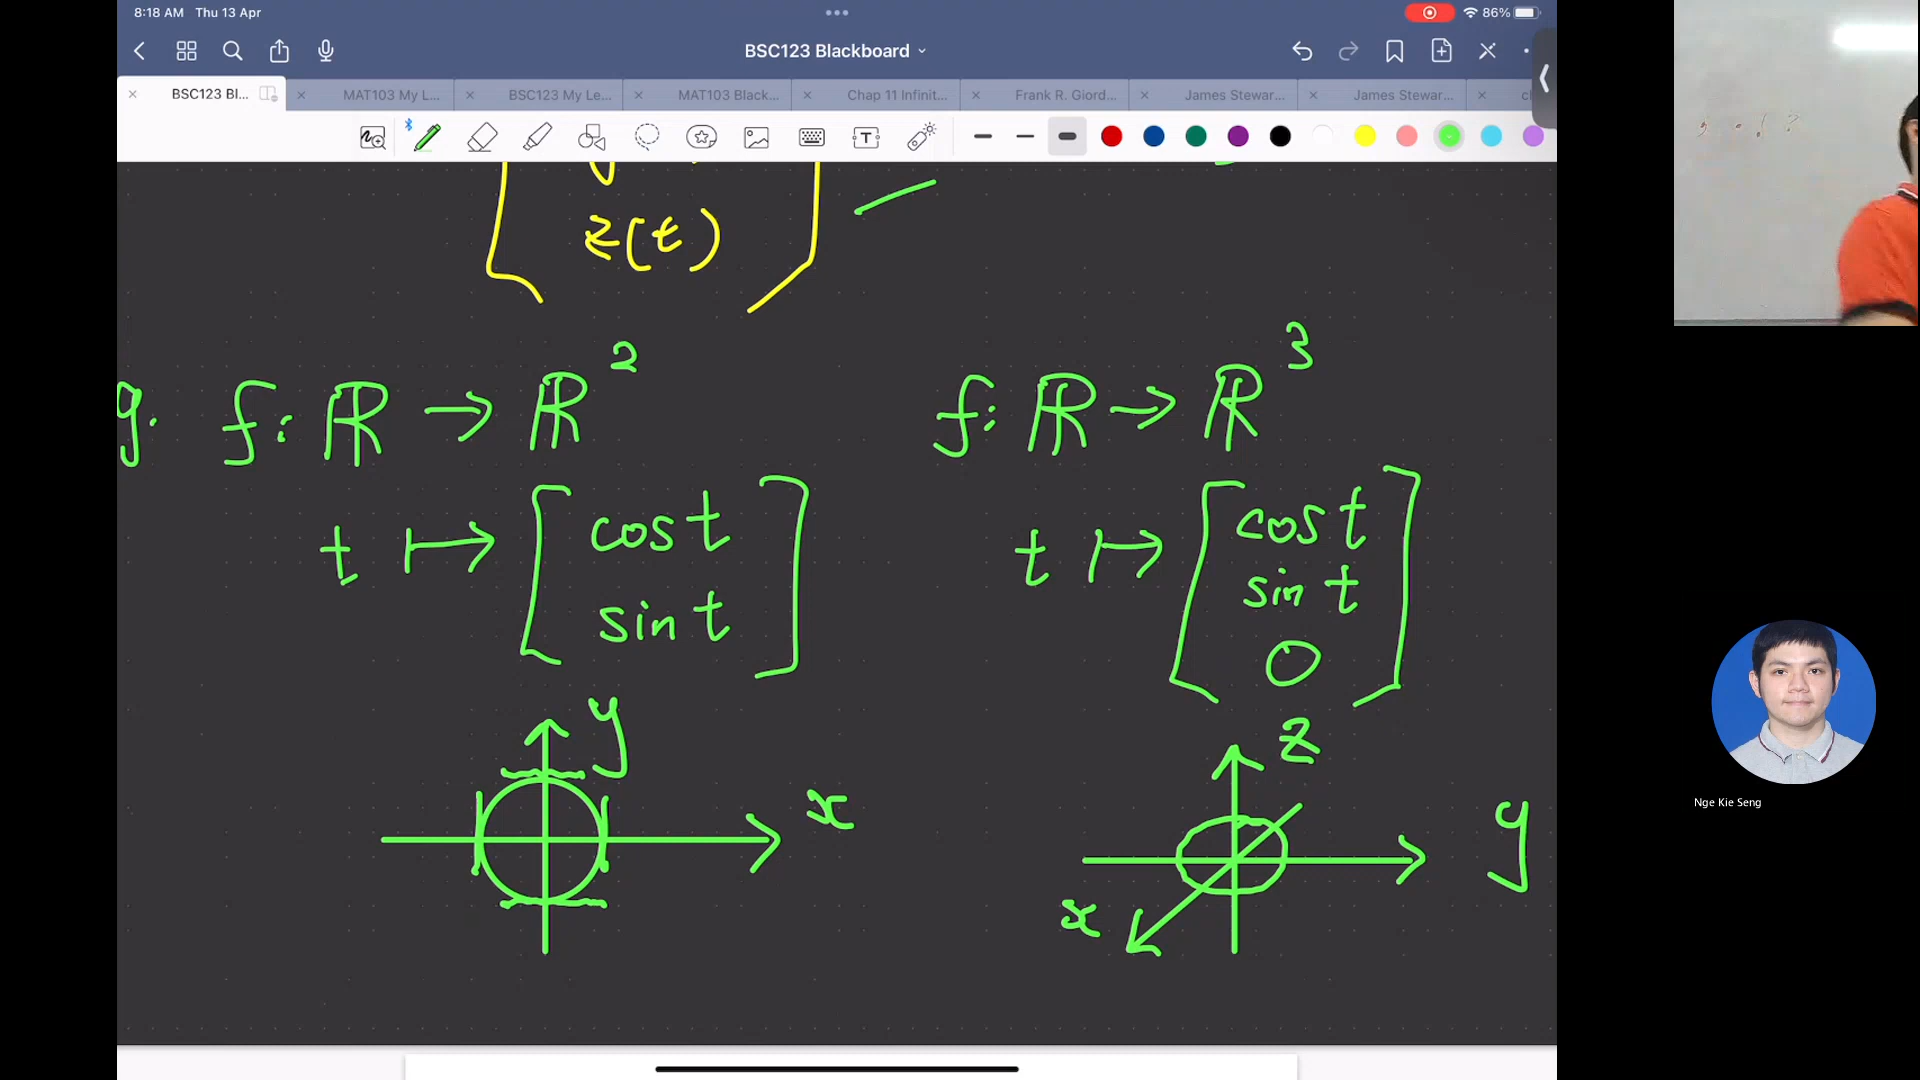 8:18 AM Thu 13 Apr
86%
BSC123 Blackboard
BSC123 Bl...
MAT103 My L...
BSC123 My Le...
MAT103 Black...
Chap 11 Infinit...
Frank R. Giord...
James Stewar...
James Stewar...
z(t)
g. f: ℝ → ℝ²
t ↦ [cos t
sin t]
y
x
f: ℝ → ℝ³
t ↦ [cos t
sin t
0]
z
y
x
Nge Kie Seng